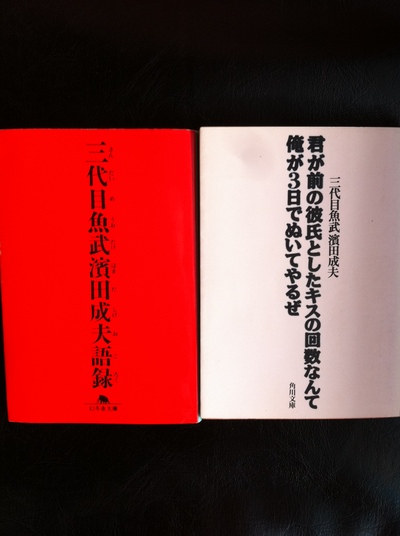 三代目魚武濱田成夫語録
幻冬舎文庫
君が前の彼氏としたキスの回数なんて
俺が3日でぬいてやるぜ
三代目魚武濱田成夫
角川文庫